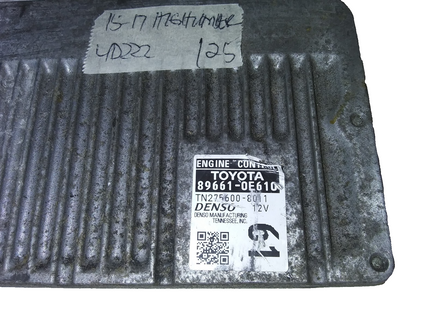 15-17 HIGHLANDER
4D222 125
ENGINE CONTROL
TOYOTA
89661-0E610
TN275600-8011
DENSO 12V
DENSO MANUFACTURING
TENNESSEE, INC.
61